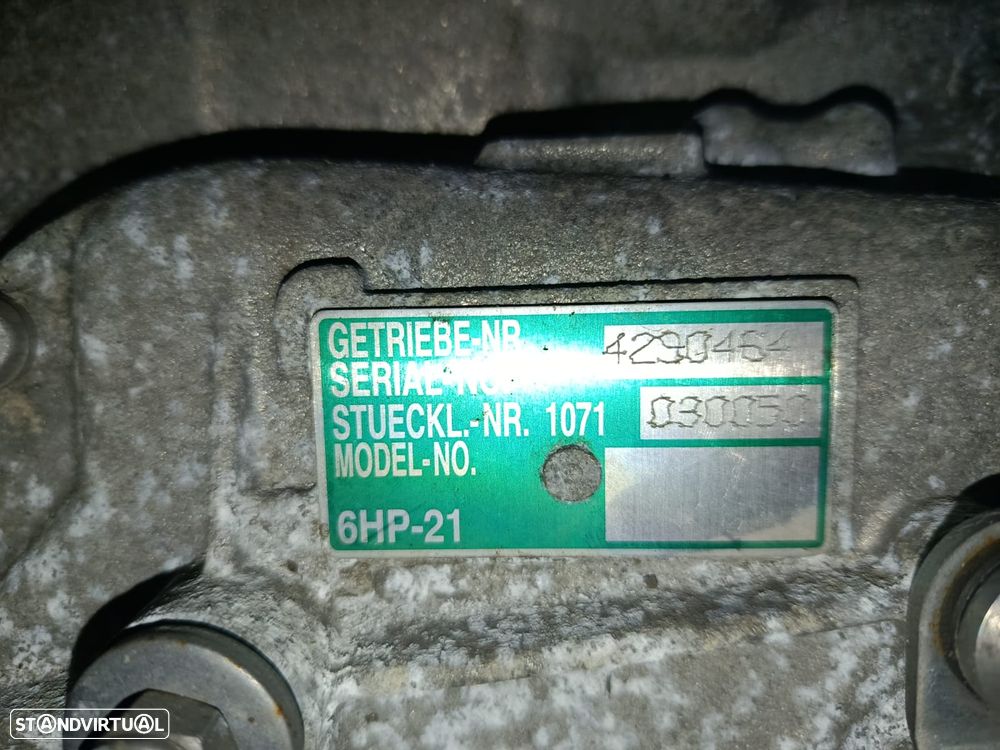 GETRIEBE-NR. 4290464
SERIAL-NO.
STUECKL.-NR. 1071 030050
MODEL-NO.
6HP-21
STANDVIRTUAL